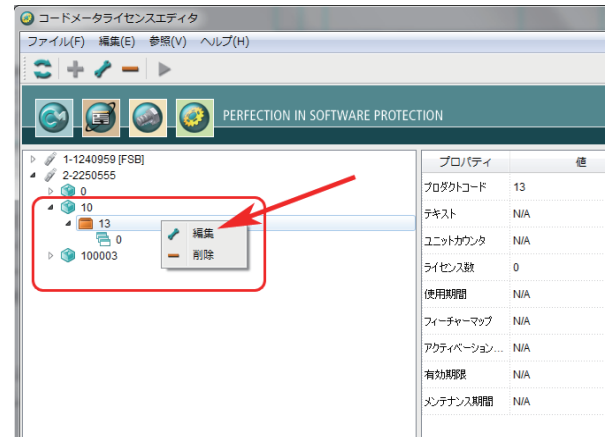 コードメータライセンスエディタ
ファイル(F) 編集(E) 参照(V) ヘルプ(H)
PERFECTION IN SOFTWARE PROTECTION
1-1240959 [FSB]
2-2250555
0
10
13
0
100003
編集
削除
プロパティ 値
プロダクトコード 13
テキスト N/A
ユニットカウンタ N/A
ライセンス数 0
使用期間 N/A
フィーチャーマップ N/A
アクティベーション... N/A
有効期限 N/A
メンテナンス期間 N/A